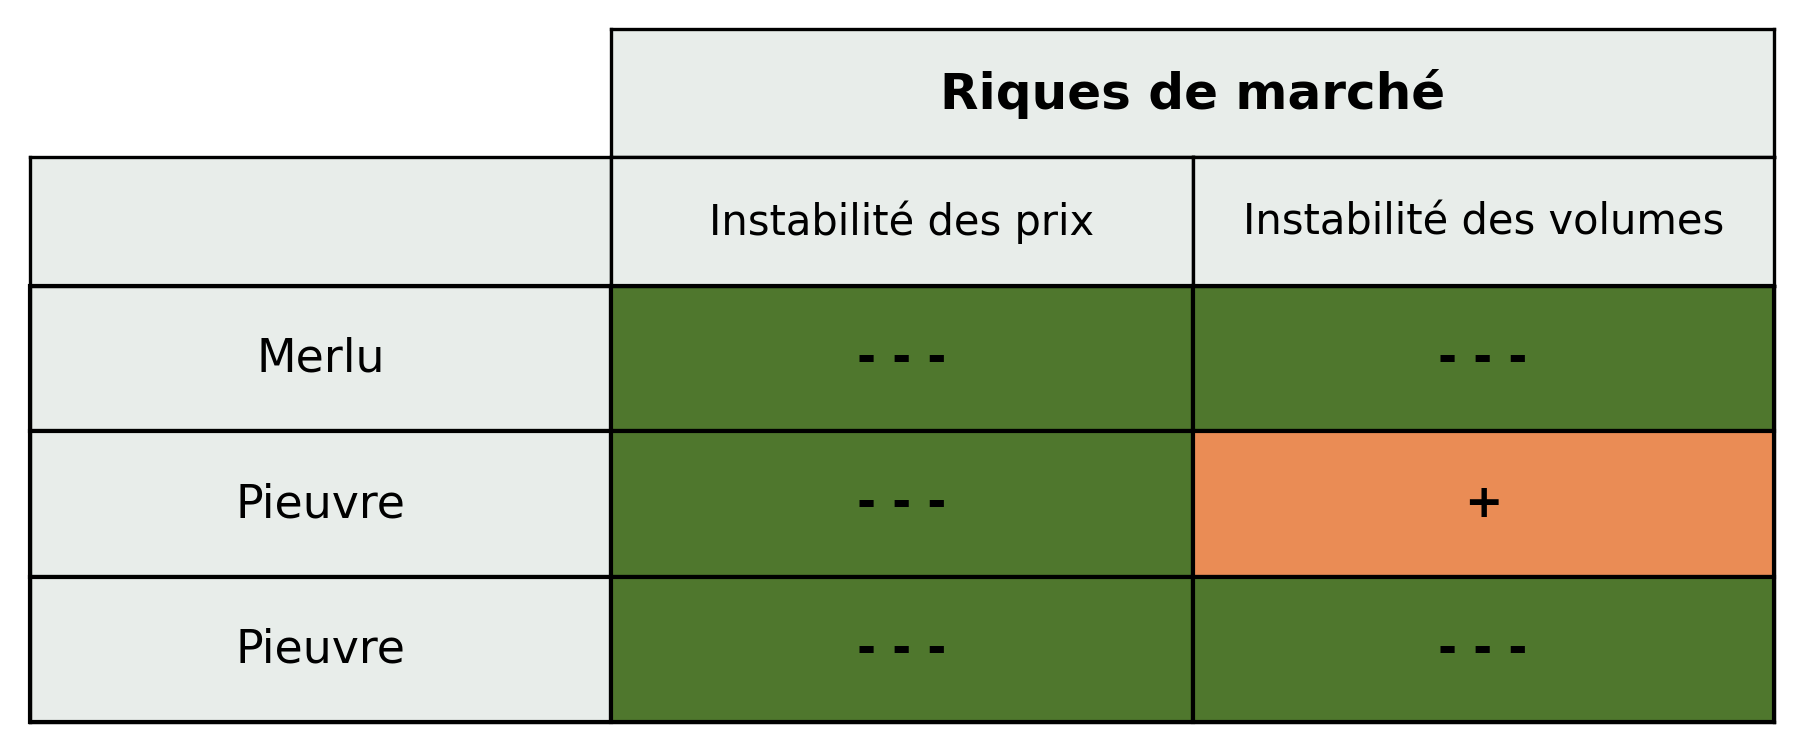 Riques de marché
Instabilité des prix Instabilité des volumes
Merlu - - - - - -
Pieuvre - - - +
Pieuvre - - - - - -